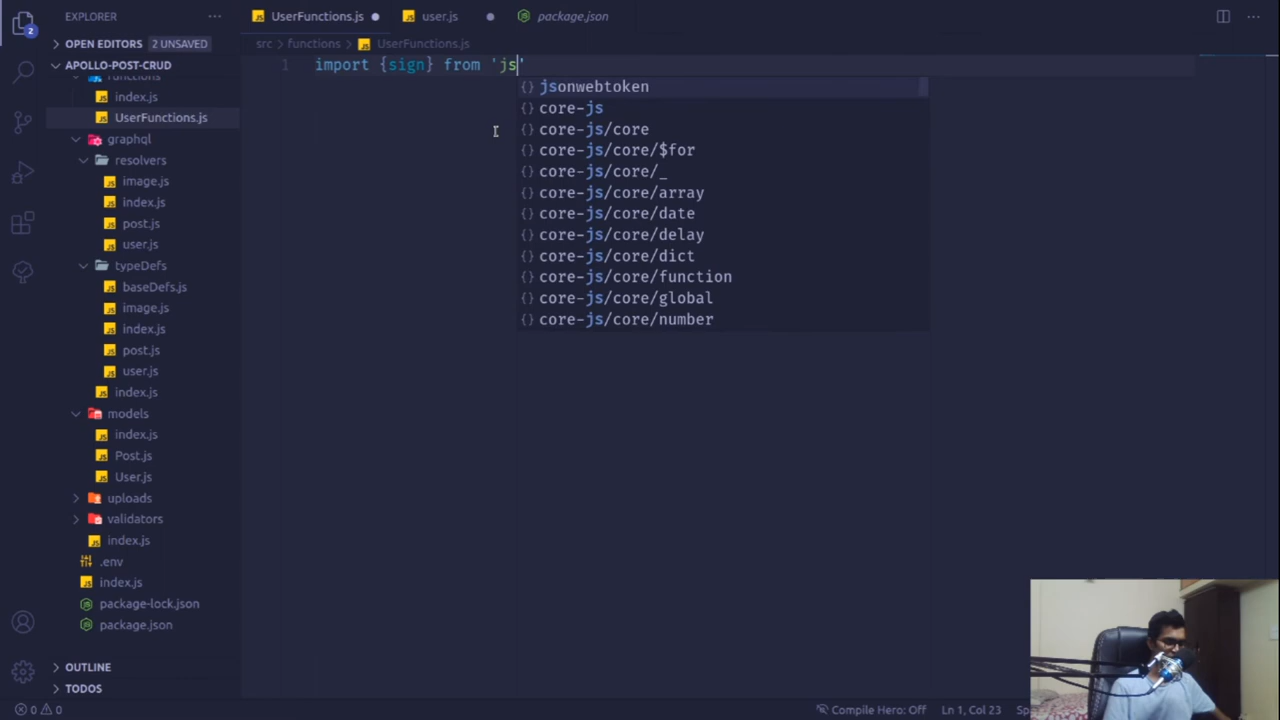 EXPLORER
UserFunctions.js
user.js
package.json
2
OPEN EDITORS 2 UNSAVED
src > functions > UserFunctions.js
APOLLO-POST-CRUD
functions
index.js
UserFunctions.js
graphql
resolvers
image.js
index.js
post.js
user.js
typeDefs
baseDefs.js
image.js
index.js
post.js
user.js
index.js
models
index.js
Post.js
User.js
uploads
validators
index.js
.env
index.js
package-lock.json
package.json
OUTLINE
TODOS
1 import {sign} from 'js'
jsonwebtoken
core-js
core-js/core
core-js/core/$for
core-js/core/_
core-js/core/array
core-js/core/date
core-js/core/delay
core-js/core/dict
core-js/core/function
core-js/core/global
core-js/core/number
0 0
Compile Hero: Off
Ln 1, Col 23